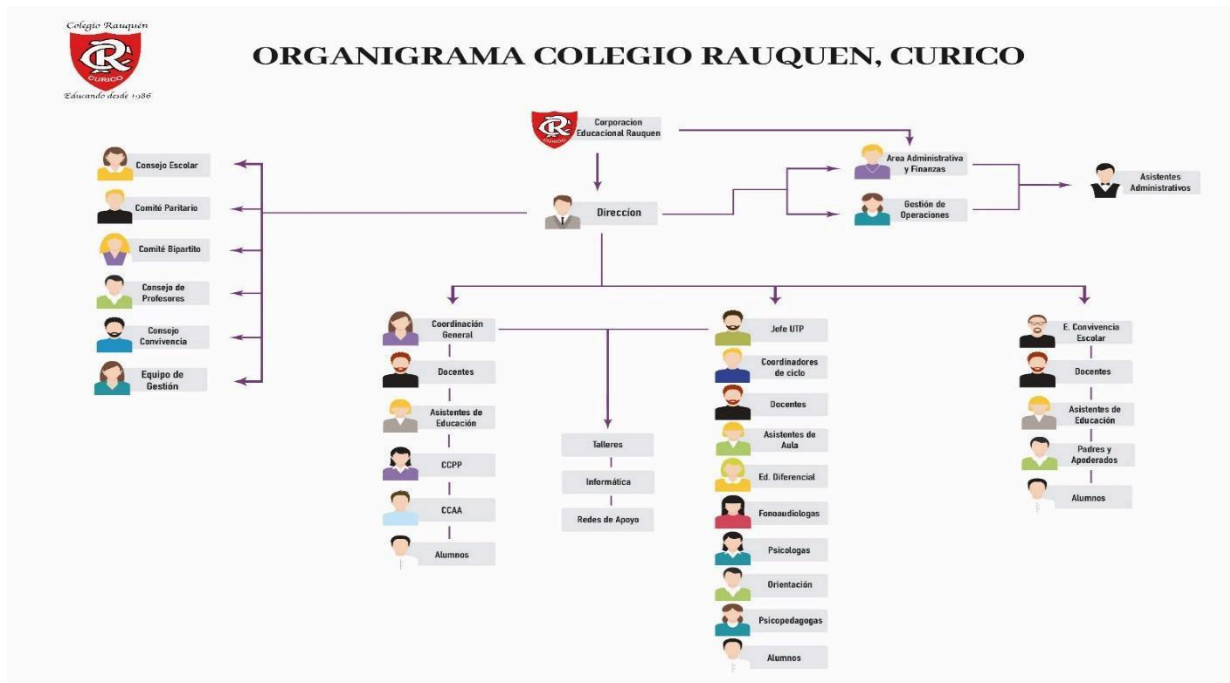 Colegio Rauquén
CR
CURICO
Educando desde 1986
ORGANIGRAMA COLEGIO RAUQUEN, CURICO
CR
Corporacion
Educacional Rauquen
Area Administrativa
y Finanzas
Asistentes
Administrativos
Gestión de
Operaciones
Direccíon
Consejo Escolar
Comité Paritario
Comité Bipartito
Consejo de
Profesores
Consejo
Convivencia
Equipo de
Gestión
Coordinación
General
Docentes
Asistentes de
Educación
CCPP
CCAA
Alumnos
Talleres
Informática
Redes de Apoyo
Jefe UTP
Coordinadores
de ciclo
Docentes
Asistentes de
Aula
Ed. Diferencial
Fonoaudiologas
Psicologas
Orientación
Psicopedagogas
Alumnos
E. Convivencia
Escolar
Docentes
Asistentes de
Educación
Padres y
Apoderados
Alumnos